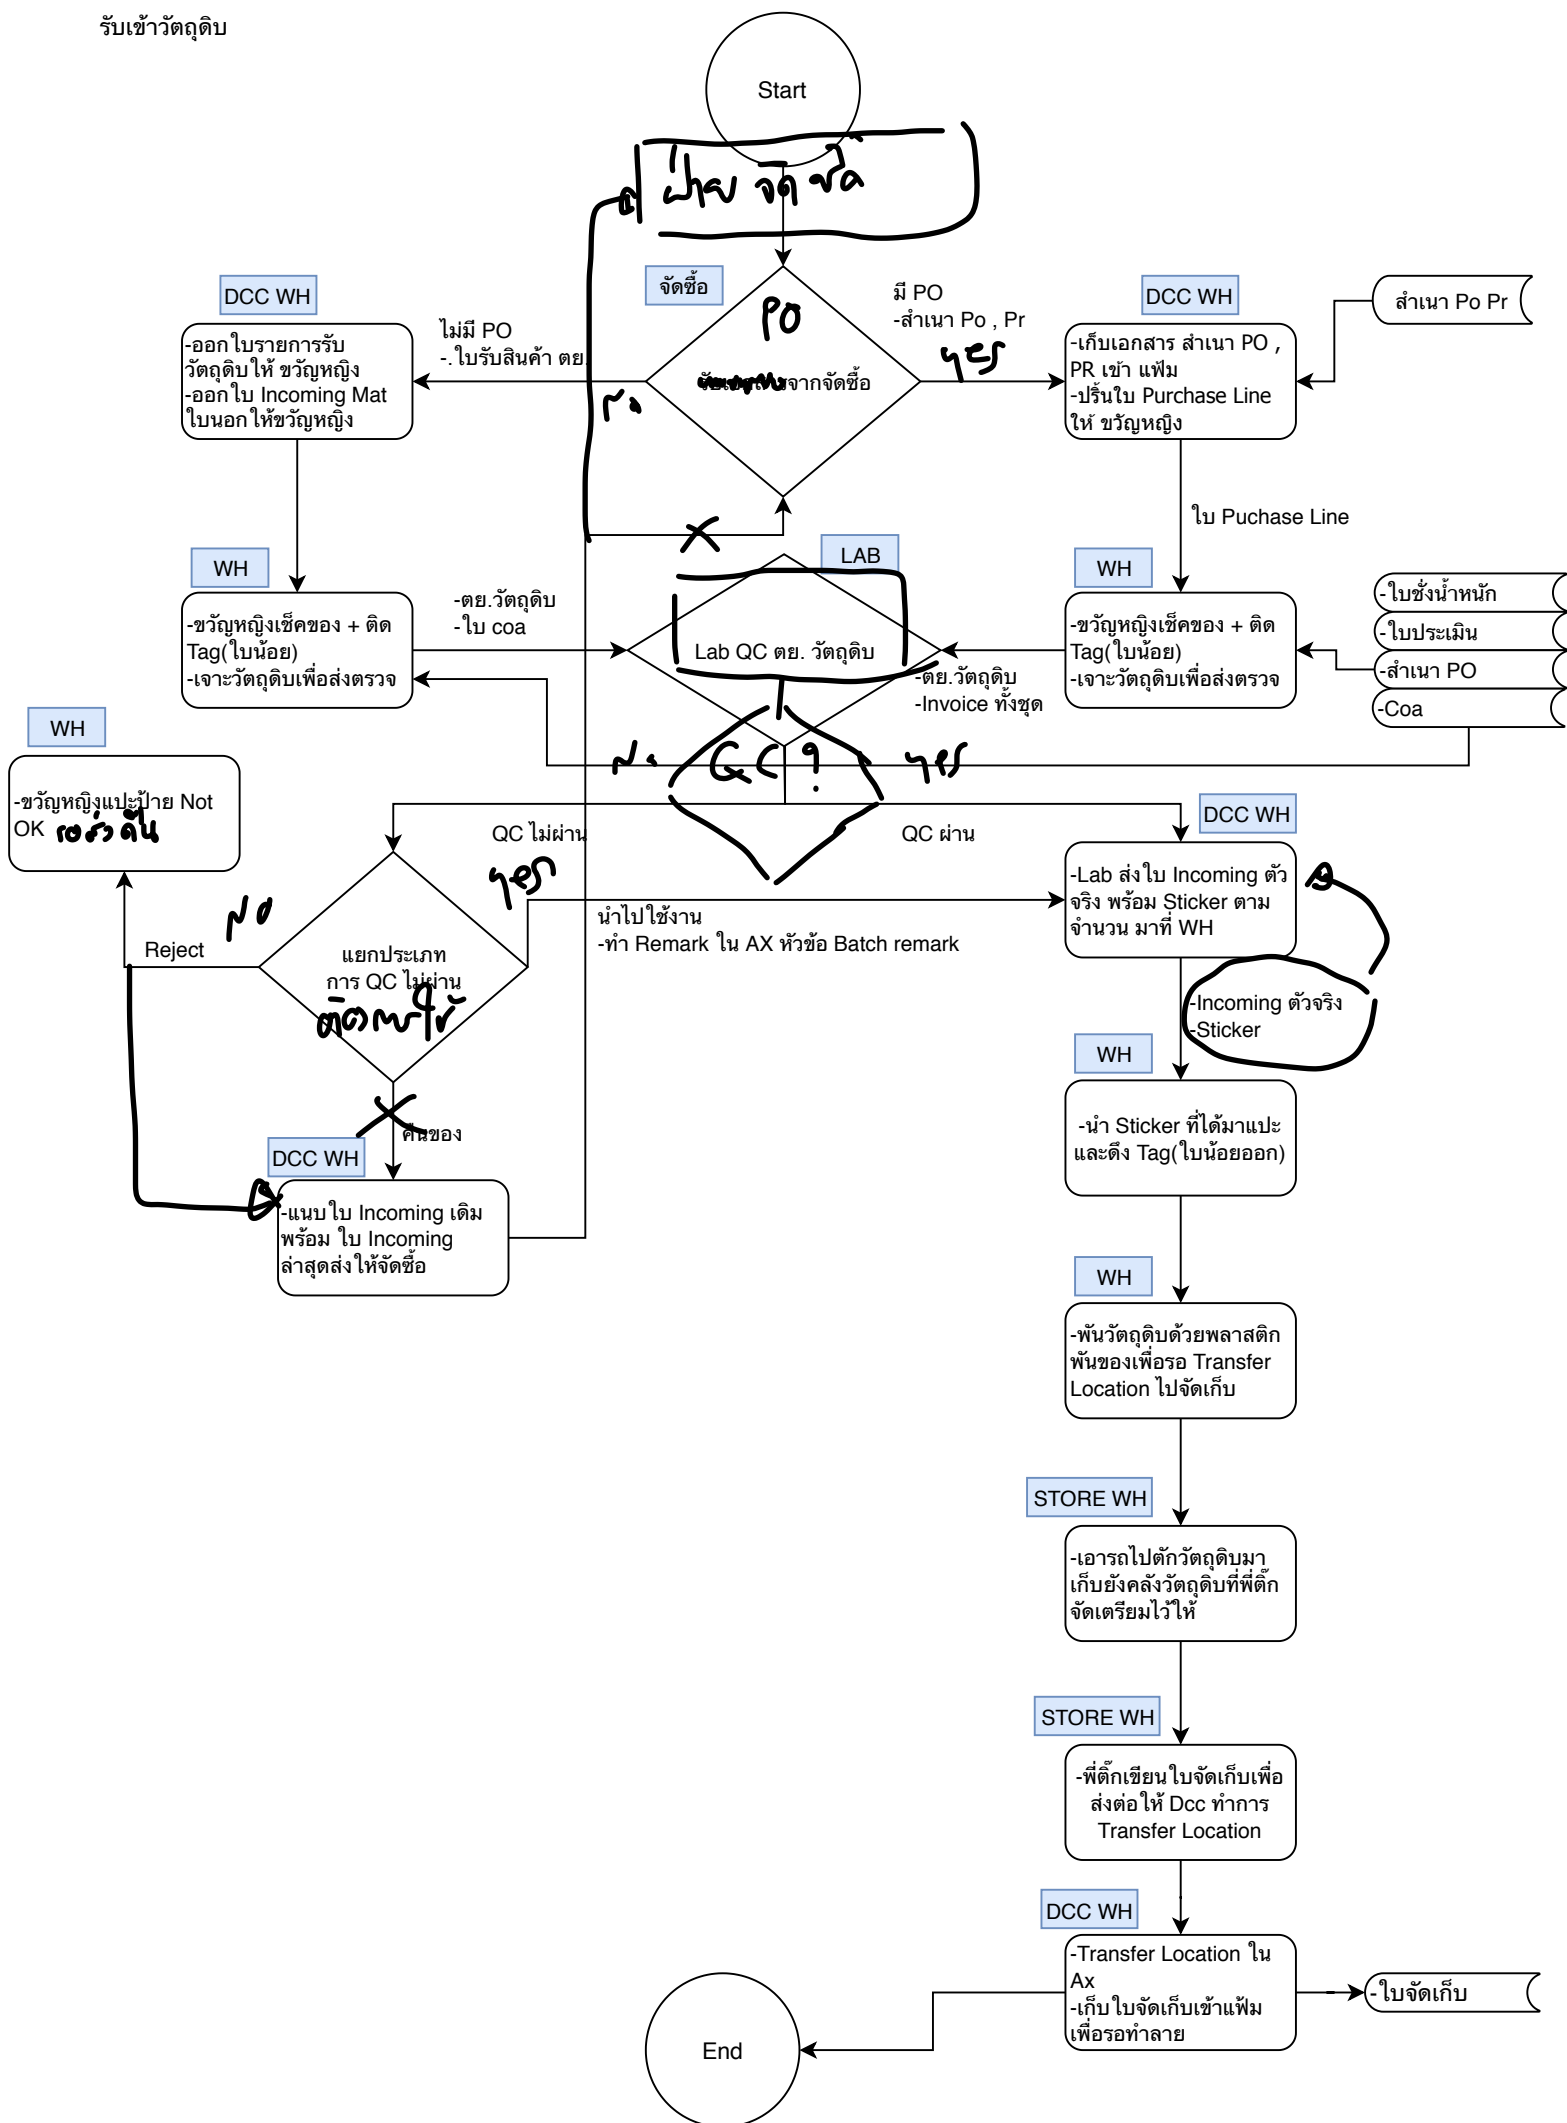 รับเข้าวัตถุดิบ
Start
ฝ่าย จัดซื้อ
จัดซื้อ
PO
จากจัดซื้อ
มี PO
-สำเนา Po , Pr
yes
ไม่มี PO
-.ใบรับสินค้า ตย.
No
DCC WH
-ออกใบรายการรับ
วัตถุดิบให้ ขวัญหญิง
-ออกใบ Incoming Mat
ใบนอกให้ขวัญหญิง
DCC WH
-เก็บเอกสาร สำเนา PO ,
PR เข้า แฟ้ม
-ปริ้นใบ Purchase Line
ให้ ขวัญหญิง
สำเนา Po Pr
ใบ Puchase Line
WH
-ขวัญหญิงเช็คของ + ติด
Tag(ใบน้อย)
-เจาะวัตถุดิบเพื่อส่งตรวจ
-ตย.วัตถุดิบ
-ใบ coa
LAB
Lab QC ตย. วัตถุดิบ
-ตย.วัตถุดิบ
-Invoice ทั้งชุด
WH
-ขวัญหญิงเช็คของ + ติด
Tag(ใบน้อย)
-เจาะวัตถุดิบเพื่อส่งตรวจ
-ใบชั่งน้ำหนัก
-ใบประเมิน
-สำเนา PO
-Coa
No
QC ?
yes
WH
-ขวัญหญิงแปะป้าย Not
OK รอส่งคืน
QC ไม่ผ่าน
QC ผ่าน
yes
No
Reject
แยกประเภท
การ QC ไม่ผ่าน
นำไปใช้งาน
-ทำ Remark ใน AX หัวข้อ Batch remark
DCC WH
-Lab ส่งใบ Incoming ตัว
จริง พร้อม Sticker ตาม
จำนวน มาที่ WH
-Incoming ตัวจริง
-Sticker
คืนของ
DCC WH
-แนบใบ Incoming เดิม
พร้อม ใบ Incoming
ล่าสุดส่งให้จัดซื้อ
WH
-นำ Sticker ที่ได้มาแปะ
และดึง Tag(ใบน้อยออก)
WH
-พันวัตถุดิบด้วยพลาสติก
พันของเพื่อรอ Transfer
Location ไปจัดเก็บ
STORE WH
-เอารถไปตักวัตถุดิบมา
เก็บยังคลังวัตถุดิบที่พี่ติ๊ก
จัดเตรียมไว้ให้
STORE WH
-พี่ติ๊กเขียนใบจัดเก็บเพื่อ
ส่งต่อให้ Dcc ทำการ
Transfer Location
DCC WH
-Transfer Location ใน
Ax
-เก็บใบจัดเก็บเข้าแฟ้ม
เพื่อรอทำลาย
-ใบจัดเก็บ
End